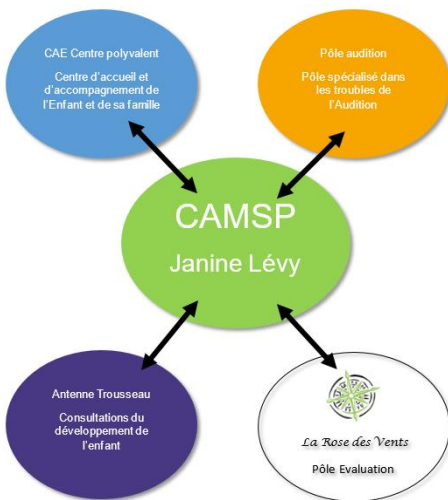 CAE Centre polyvalent
Centre d'accueil et
d'accompagnement de
l'Enfant et de sa famille
Pôle audition
Pôle spécialisé dans
les troubles de
l'Audition
CAMSP
Janine Lévy
Antenne Trousseau
Consultations du
développement de
l'enfant
La Rose des Vents
Pôle Evaluation